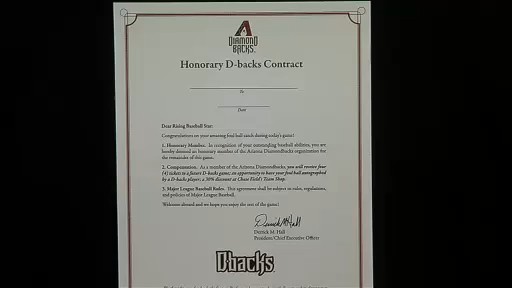 A
DIAMOND
BACKS.
Honorary D-backs Contract
To
Date
Dear Rising Baseball Star:
Congratulations on your amazing foul ball catch during today's game!
1. Honorary Member. In recognition of your outstanding baseball abilities, you are
hereby deemed an honorary member of the Arizona Diamondbacks organization for
the remainder of this game.
2. Compensation. As a member of the Arizona Diamondbacks, you will receive four
(4) tickets to a future D-backs game; an opportunity to have your foul ball autographed
by a D-backs player; a 30% discount at Chase Field's Team Shop.
3. Major League Baseball Rules. This agreement shall be subject to rules, regulations,
and policies of Major League Baseball.
Welcome aboard and we hope you enjoy the rest of the game!
Derrick M Hall
Derrick M. Hall
President/Chief Executive Officer
Dbacks